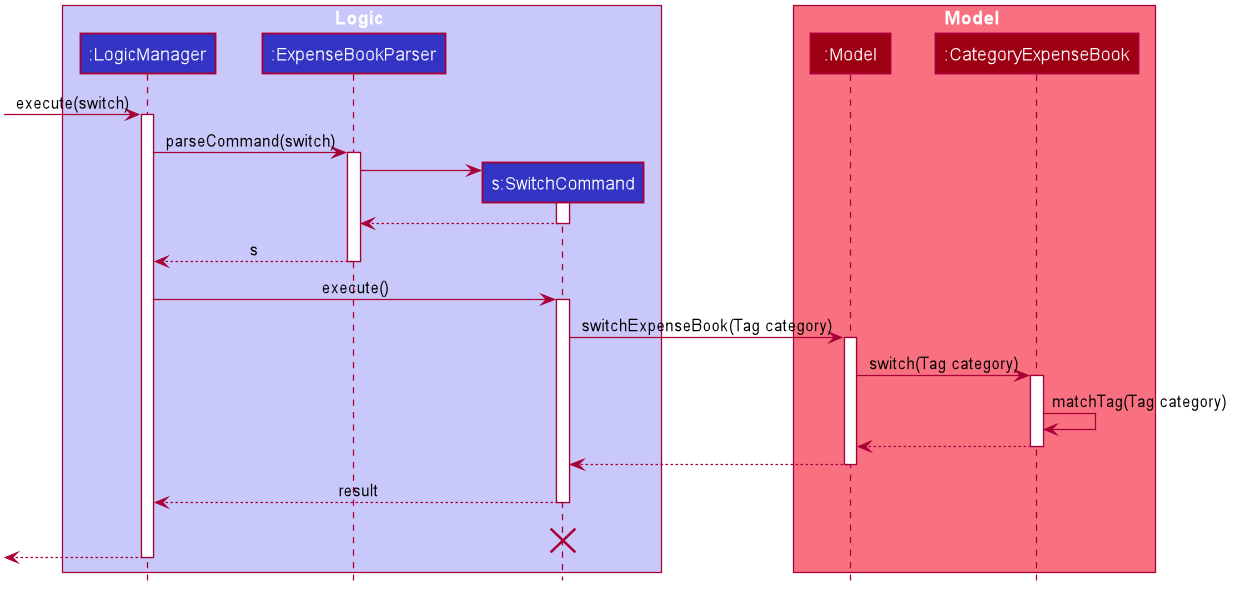 Logic
Model
:LogicManager
:ExpenseBookParser
:Model
:CategoryExpenseBook
execute(switch)
parseCommand(switch)
s:SwitchCommand
s
execute()
switchExpenseBook(Tag category)
switch(Tag category)
matchTag(Tag category)
result